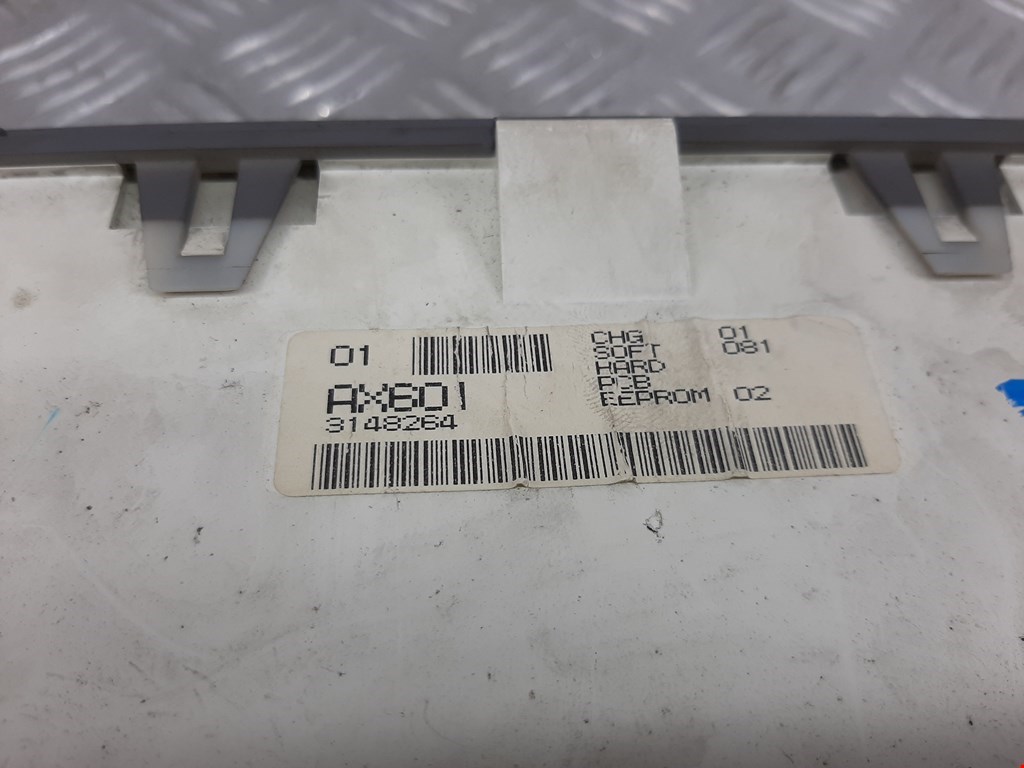 01
AX601
3148264
CHG 01
SOFT 081
HARD
PCB
EEPROM 02